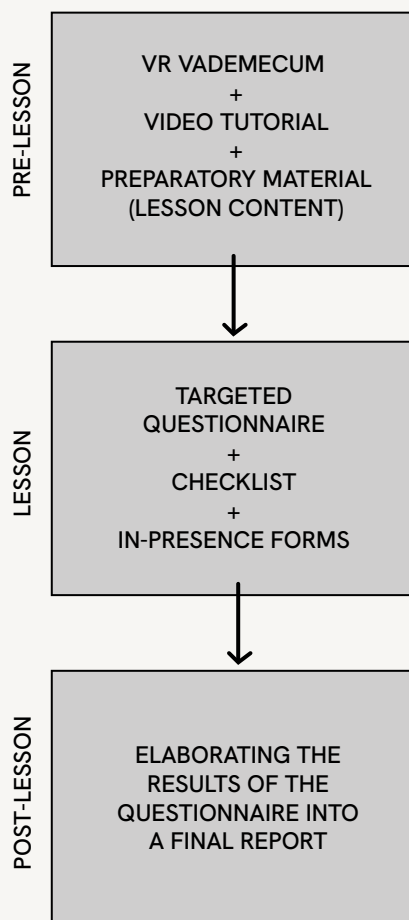 PRE-LESSON
VR VADEMECUM
+
VIDEO TUTORIAL
+
PREPARATORY MATERIAL
(LESSON CONTENT)
LESSON
TARGETED
QUESTIONNAIRE
+
CHECKLIST
+
IN-PRESENCE FORMS
POST-LESSON
ELABORATING THE
RESULTS OF THE
QUESTIONNAIRE INTO
A FINAL REPORT